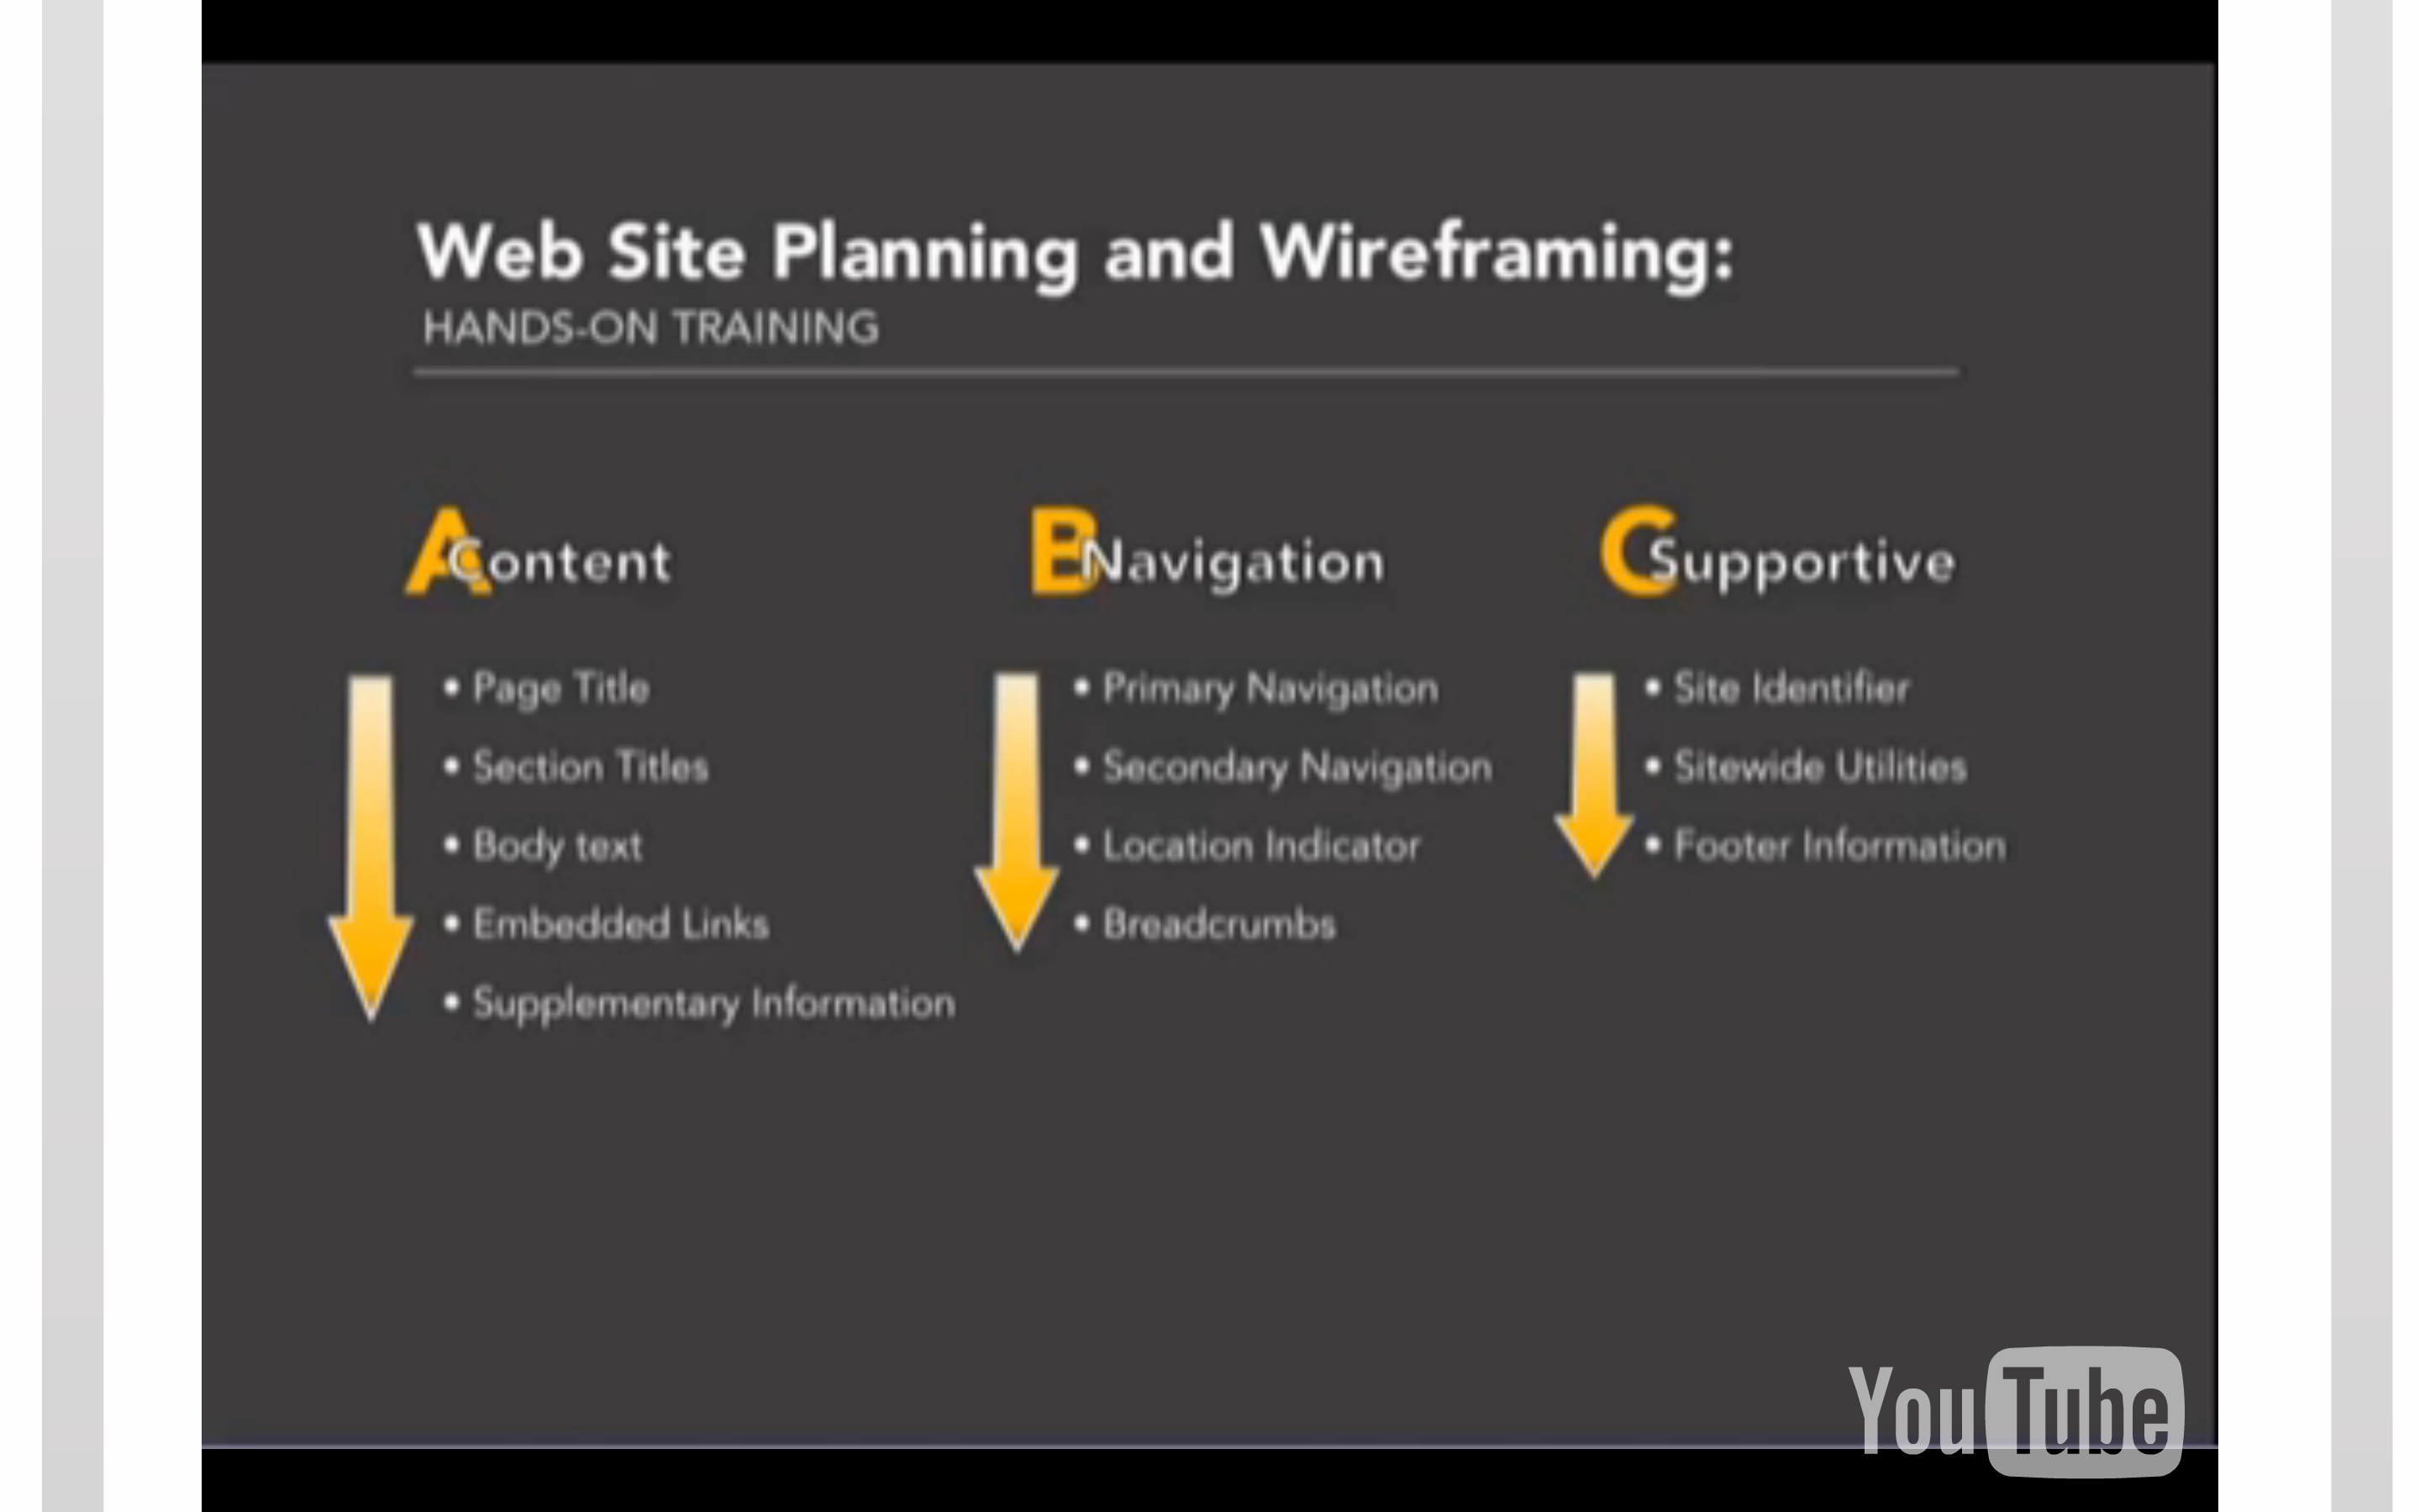 Web Site Planning and Wireframing:
HANDS-ON TRAINING
A Content
• Page Title
• Section Titles
• Body text
• Embedded Links
• Supplementary Information
B Navigation
• Primary Navigation
• Secondary Navigation
• Location Indicator
• Breadcrumbs
C Supportive
• Site Identifier
• Sitewide Utilities
• Footer Information
YouTube